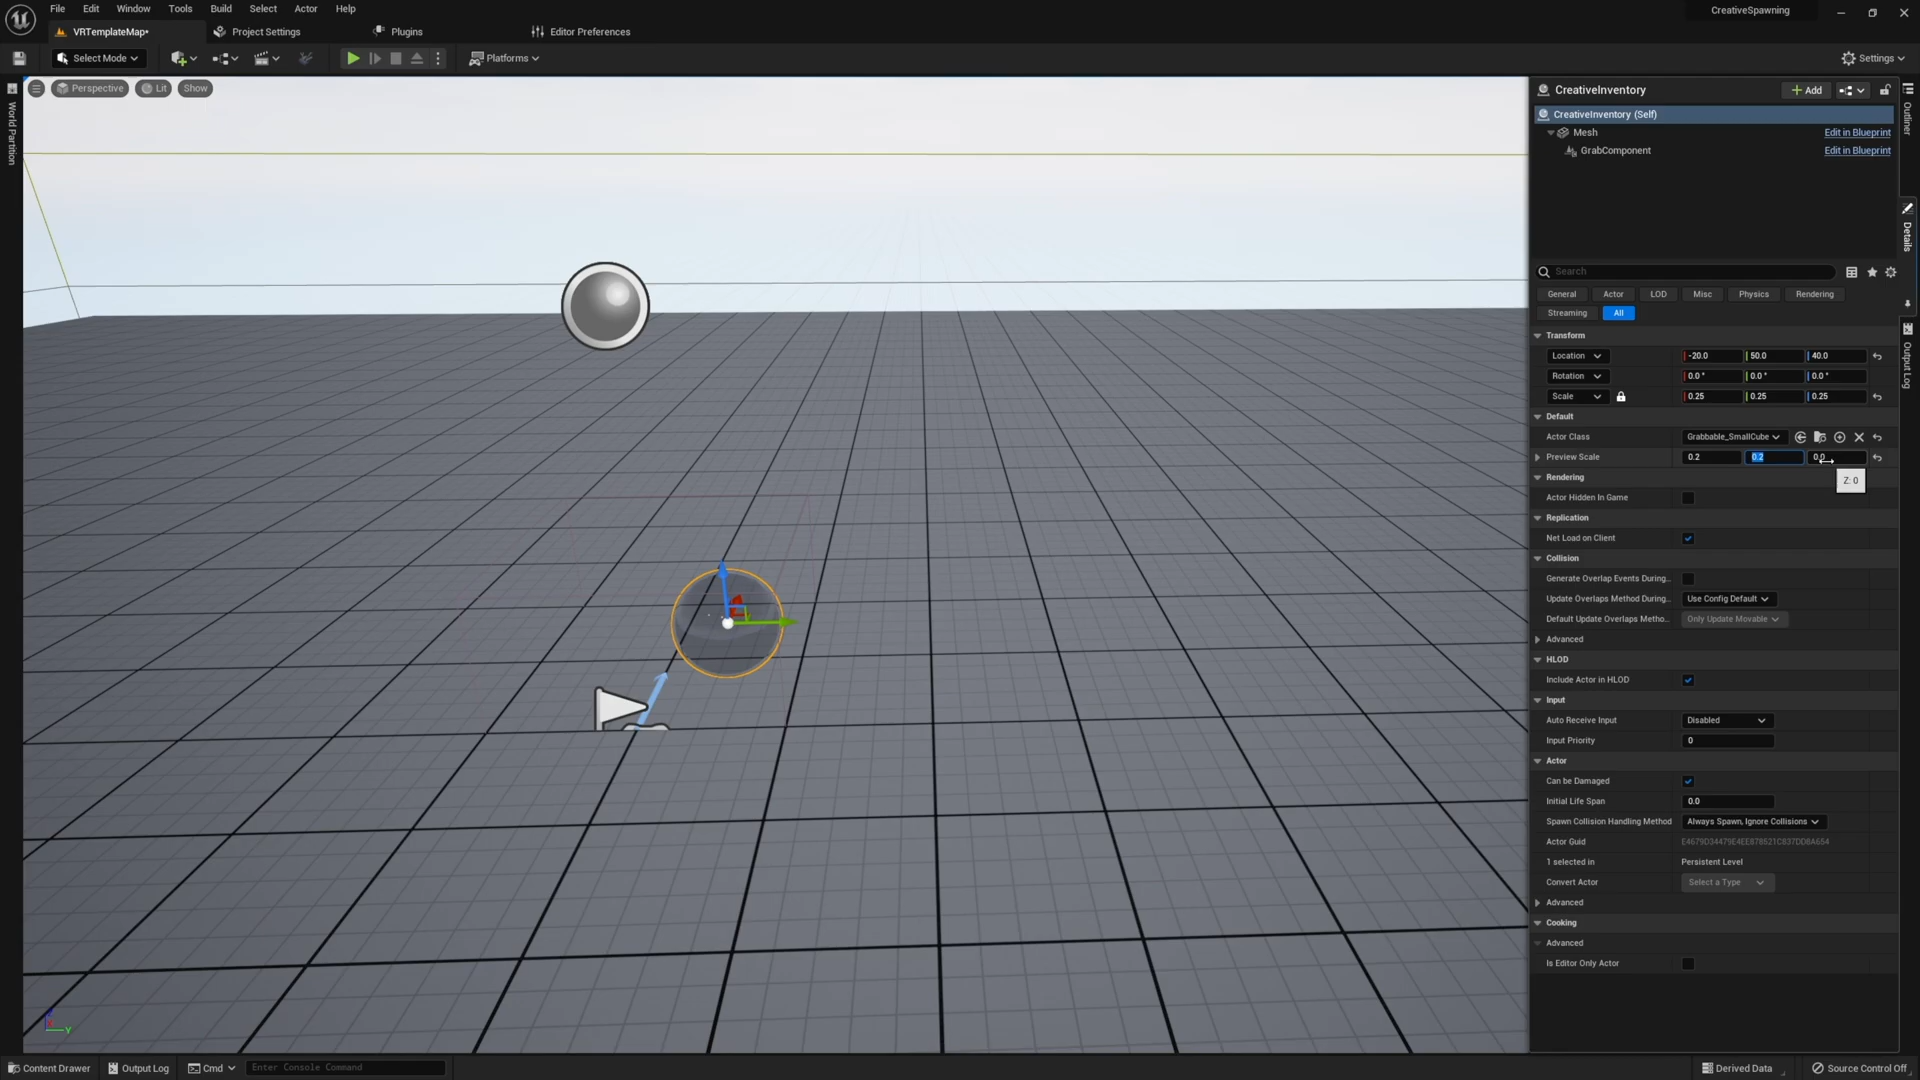 File Edit Window Tools Build Select Actor Help
CreativeSpawning
VRTemplateMap*
Project Settings
Plugins
Editor Preferences
Select Mode
Platforms
Settings
World Partition
Perspective
Lit
Show
CreativeInventory
+ Add
CreativeInventory (Self)
Mesh Edit in Blueprint
GrabComponent Edit in Blueprint
Outliner
Details
Output Log
Search
General Actor LOD Misc Physics Rendering
Streaming All
Transform
Location -20.0 50.0 40.0
Rotation 0.0 ° 0.0 ° 0.0 °
Scale 0.25 0.25 0.25
Default
Actor Class Grabbable_SmallCube
Preview Scale 0.2 0.2 0.0
Z: 0
Rendering
Actor Hidden In Game
Replication
Net Load on Client
Collision
Generate Overlap Events During...
Update Overlaps Method During... Use Config Default
Default Update Overlaps Metho... Only Update Movable
Advanced
HLOD
Include Actor in HLOD
Input
Auto Receive Input Disabled
Input Priority 0
Actor
Can be Damaged
Initial Life Span 0.0
Spawn Collision Handling Method Always Spawn, Ignore Collisions
Actor Guid
1 selected in Persistent Level
Convert Actor Select a Type
Advanced
Cooking
Advanced
Is Editor Only Actor
Y
Content Drawer
Output Log
Cmd
Enter Console Command
Derived Data
Source Control Off